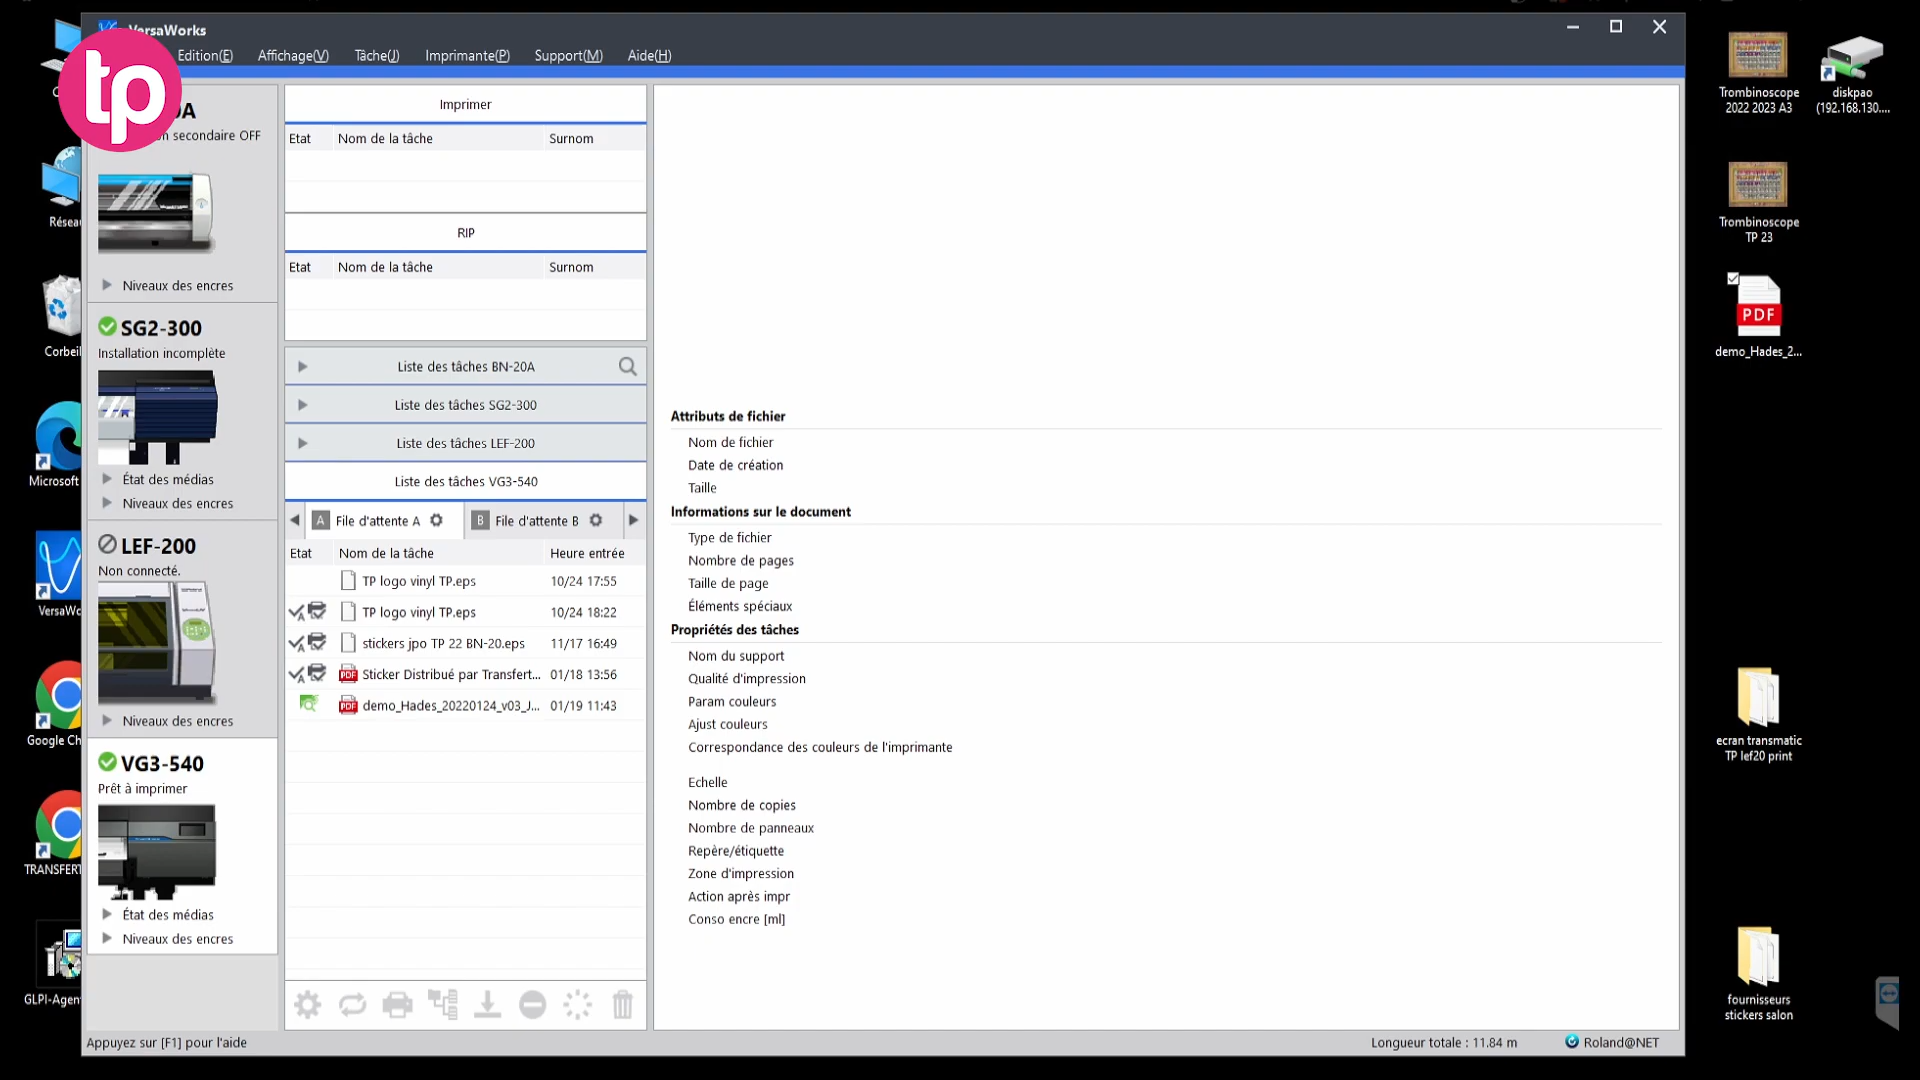 VersaWorks
Edition(E) Affichage(V) Tâche(J) Imprimante(P) Support(M) Aide(H)
tp
secondaire OFF
Niveaux des encres
SG2-300
Installation incomplète
État des médias
Niveaux des encres
LEF-200
Non connecté.
Niveaux des encres
VG3-540
Prêt à imprimer
État des médias
Niveaux des encres
Imprimer
Etat Nom de la tâche Surnom
RIP
Etat Nom de la tâche Surnom
Liste des tâches BN-20A
Liste des tâches SG2-300
Liste des tâches LEF-200
Liste des tâches VG3-540
A File d'attente A B File d'attente B
Etat Nom de la tâche Heure entrée
TP logo vinyl TP.eps 10/24 17:55
TP logo vinyl TP.eps 10/24 18:22
stickers jpo TP 22 BN-20.eps 11/17 16:49
PDF Sticker Distribué par Transfert... 01/18 13:56
PDF demo_Hades_20220124_v03_J... 01/19 11:43
Attributs de fichier
Nom de fichier
Date de création
Taille
Informations sur le document
Type de fichier
Nombre de pages
Taille de page
Éléments spéciaux
Propriétés des tâches
Nom du support
Qualité d'impression
Param couleurs
Ajust couleurs
Correspondance des couleurs de l'imprimante
Echelle
Nombre de copies
Nombre de panneaux
Repère/étiquette
Zone d'impression
Action après impr
Conso encre [ml]
Appuyez sur [F1] pour l'aide
Longueur totale : 11.84 m
Roland@NET
Réseau
Corbeil
Microsoft
VersaWo
Google Ch
TRANSFERT
GLPI-Agen
Trombinoscope
2022 2023 A3
diskpao
(192.168.130....
Trombinoscope
TP 23
PDF
demo_Hades_2...
ecran transmatic
TP lef20 print
fournisseurs
stickers salon